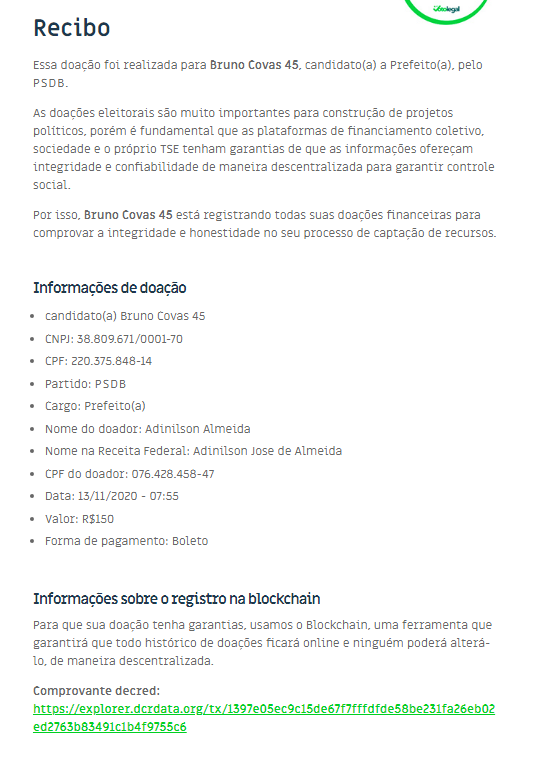 votolegal
Recibo
Essa doação foi realizada para Bruno Covas 45, candidato(a) a Prefeito(a), pelo
PSDB.
As doações eleitorais são muito importantes para construção de projetos
políticos, porém é fundamental que as plataformas de financiamento coletivo,
sociedade e o próprio TSE tenham garantias de que as informações ofereçam
integridade e confiabilidade de maneira descentralizada para garantir controle
social.
Por isso, Bruno Covas 45 está registrando todas suas doações financeiras para
comprovar a integridade e honestidade no seu processo de captação de recursos.
Informações de doação
• candidato(a) Bruno Covas 45
• CNPJ: 38.809.671/0001-70
• CPF: 220.375.848-14
• Partido: PSDB
• Cargo: Prefeito(a)
• Nome do doador: Adinilson Almeida
• Nome na Receita Federal: Adinilson Jose de Almeida
• CPF do doador: 076.428.458-47
• Data: 13/11/2020 - 07:55
• Valor: R$150
• Forma de pagamento: Boleto
Informações sobre o registro na blockchain
Para que sua doação tenha garantias, usamos o Blockchain, uma ferramenta que
garantirá que todo histórico de doações ficará online e ninguém poderá alterá-
lo, de maneira descentralizada.
Comprovante decred:
https://explorer.dcrdata.org/tx/1397e05ec9c15de67f7fffdfde58be231fa26eb02
ed2763b83491c1b4f9755c6